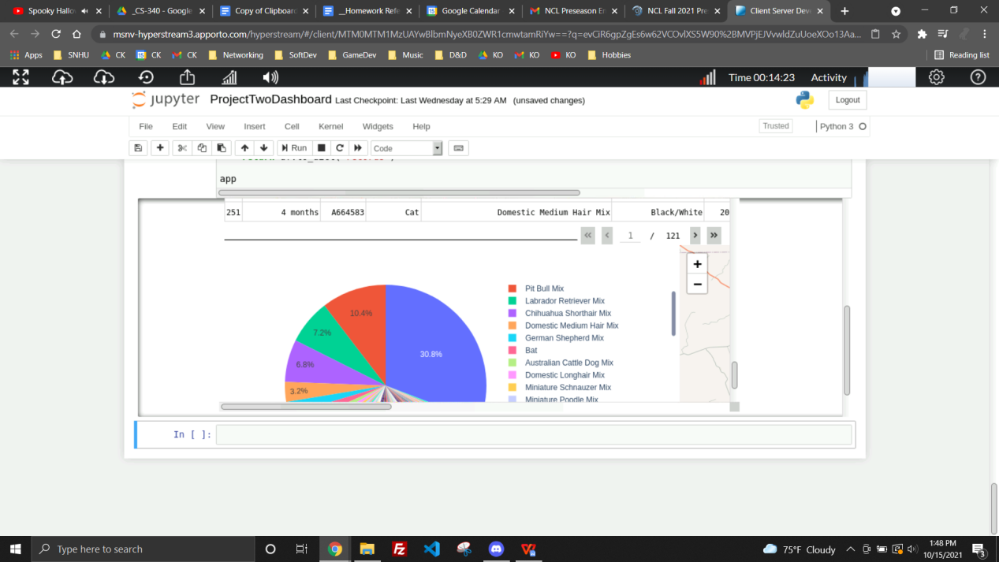 Spooky Hallo
_CS-340 - Google
Copy of Clipboar
__Homework Refe
Google Calendar
NCL Preseason E
NCL Fall 2021 Pre
Client Server Dev
msnv-hyperstream3.apporto.com/hyperstream/#/client/MTM0MTM1MzUAYwBlbmNyeXB0ZWR1cmwtamRiYw==?q=evCiR6gpZgEs6w62VCOvlXS5W90%2BMVPjEJVvwldZuUoeXOo13Aa...
Apps
SNHU
CK
CK
CK
Networking
SoftDev
GameDev
Music
D&D
KO
KO
KO
Hobbies
Reading list
Time 00:14:23
Activity
jupyter
ProjectTwoDashboard
Last Checkpoint: Last Wednesday at 5:29 AM
(unsaved changes)
Logout
File
Edit
View
Insert
Cell
Kernel
Widgets
Help
Trusted
Python 3
Run
Code
app
251
4 months
A664583
Cat
Domestic Medium Hair Mix
Black/White
20
1 / 121
+
−
Pit Bull Mix
Labrador Retriever Mix
Chihuahua Shorthair Mix
Domestic Medium Hair Mix
German Shepherd Mix
Bat
Australian Cattle Dog Mix
Domestic Longhair Mix
Miniature Schnauzer Mix
Miniature Poodle Mix
10.4%
7.2%
30.8%
6.8%
3.2%
In [ ]:
Type here to search
75°F Cloudy
1:48 PM
10/15/2021
3